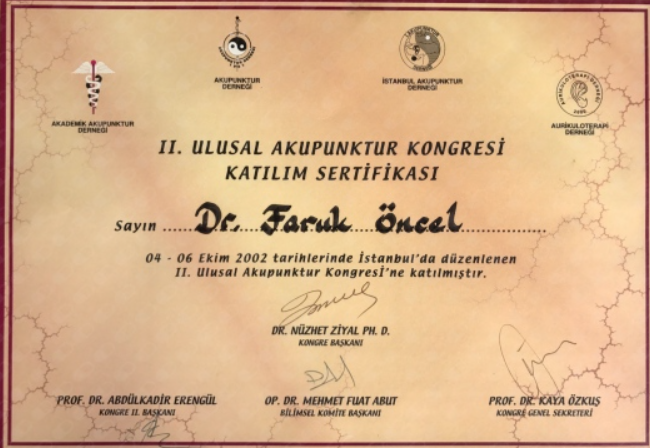 AKUPUNKTUR
DERNEĞİ
İSTANBUL AKUPUNKTUR
DERNEĞİ
AKADEMİK AKUPUNKTUR
DERNEĞİ
AURİKULOTERAPİ
DERNEĞİ
II. ULUSAL AKUPUNKTUR KONGRESİ
KATILIM SERTİFİKASI
Sayın ...... Dr. Faruk Öncel ......
04 - 06 Ekim 2002 tarihlerinde İstanbul'da düzenlenen
II. Ulusal Akupunktur Kongresi'ne katılmıştır.
DR. NÜZHET ZİYAL PH. D.
KONGRE BAŞKANI
PROF. DR. ABDÜLKADİR ERENGÜL
KONGRE II. BAŞKANI
OP. DR. MEHMET FUAT ABUT
BİLİMSEL KOMİTE BAŞKANI
PROF. DR. KAYA ÖZKUŞ
KONGRE GENEL SEKRETERİ